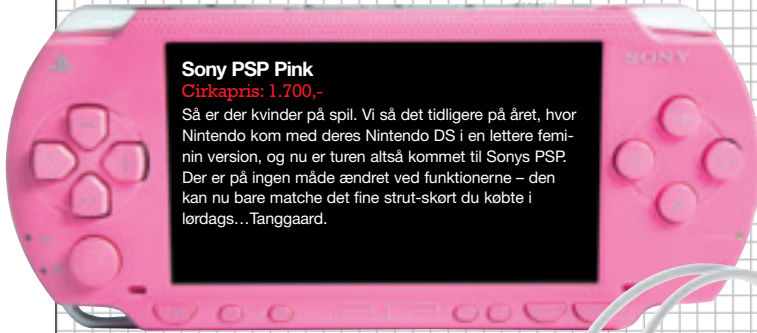 SONY
Sony PSP Pink
Cirkapris: 1.700,-
Så er der kvinder på spil. Vi så det tidligere på året, hvor
Nintendo kom med deres Nintendo DS i en lettere femi-
nin version, og nu er turen altså kommet til Sonys PSP.
Der er på ingen måde ændret ved funktionerne – den
kan nu bare matche det fine strut-skørt du købte i
lørdags…Tanggaard.
PSP